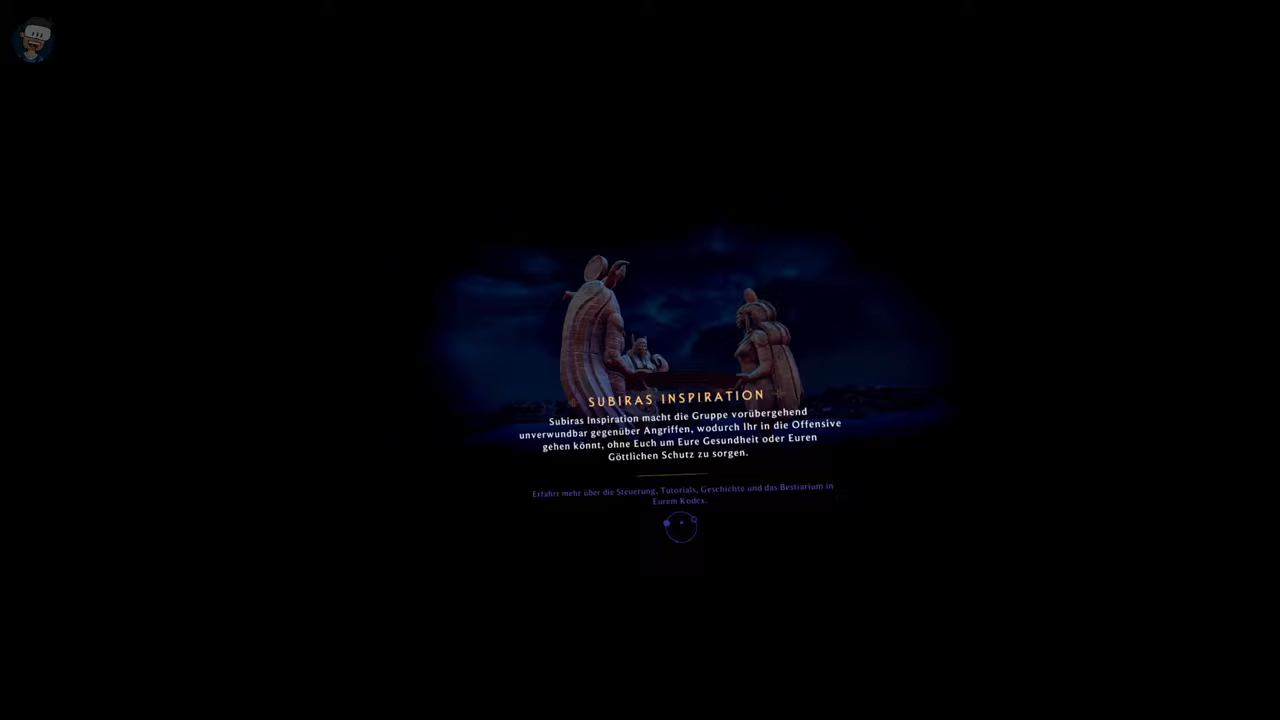 SUBIRAS INSPIRATION
Subiras Inspiration macht die Gruppe vorübergehend
unverwundbar gegenüber Angriffen, wodurch Ihr in die Offensive
gehen könnt, ohne Euch um Eure Gesundheit oder Euren
Göttlichen Schutz zu sorgen.
Erfahrt mehr über die Steuerung, Tutorials, Geschichte und das Bestiarium in
Eurem Kodex.